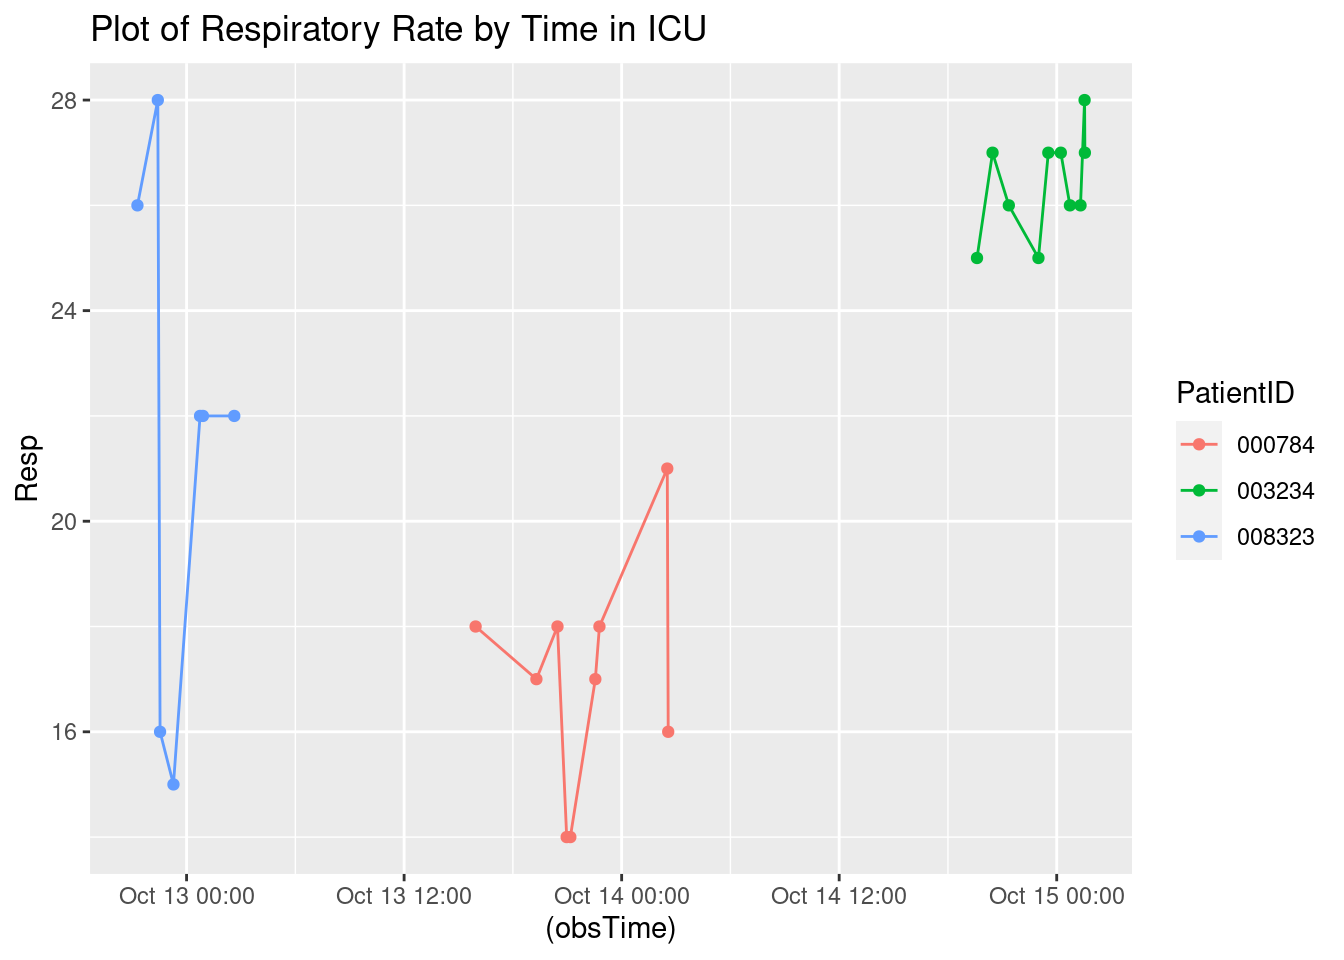 Plot of Respiratory Rate by Time in ICU
28
24
20
16
Resp
Oct 13 00:00 Oct 13 12:00 Oct 14 00:00 Oct 14 12:00 Oct 15 00:00
(obsTime)
PatientID
000784
003234
008323